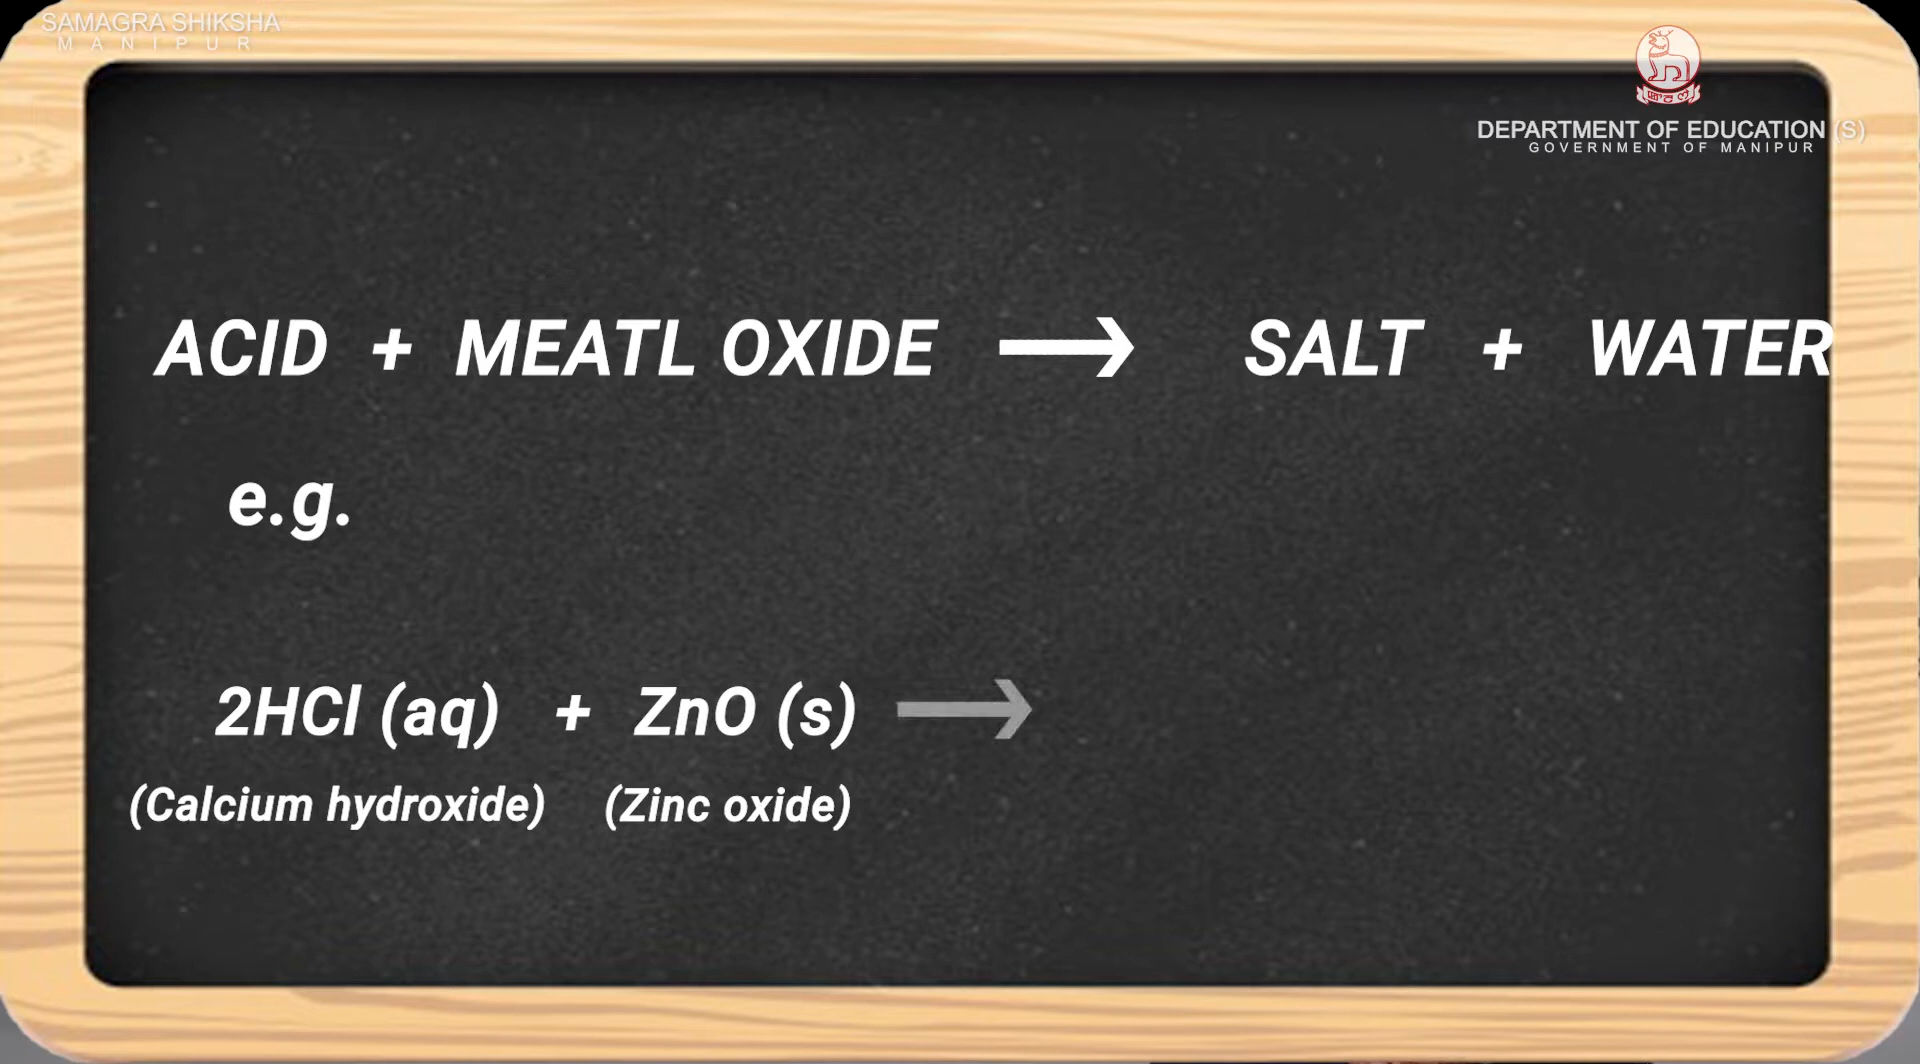 SAMAGRA SHIKSHA
MANIPUR
DEPARTMENT OF EDUCATION (S)
GOVERNMENT OF MANIPUR
ACID + MEATL OXIDE → SALT + WATER
e.g.
2HCl (aq) + ZnO (s) →
(Calcium hydroxide) (Zinc oxide)